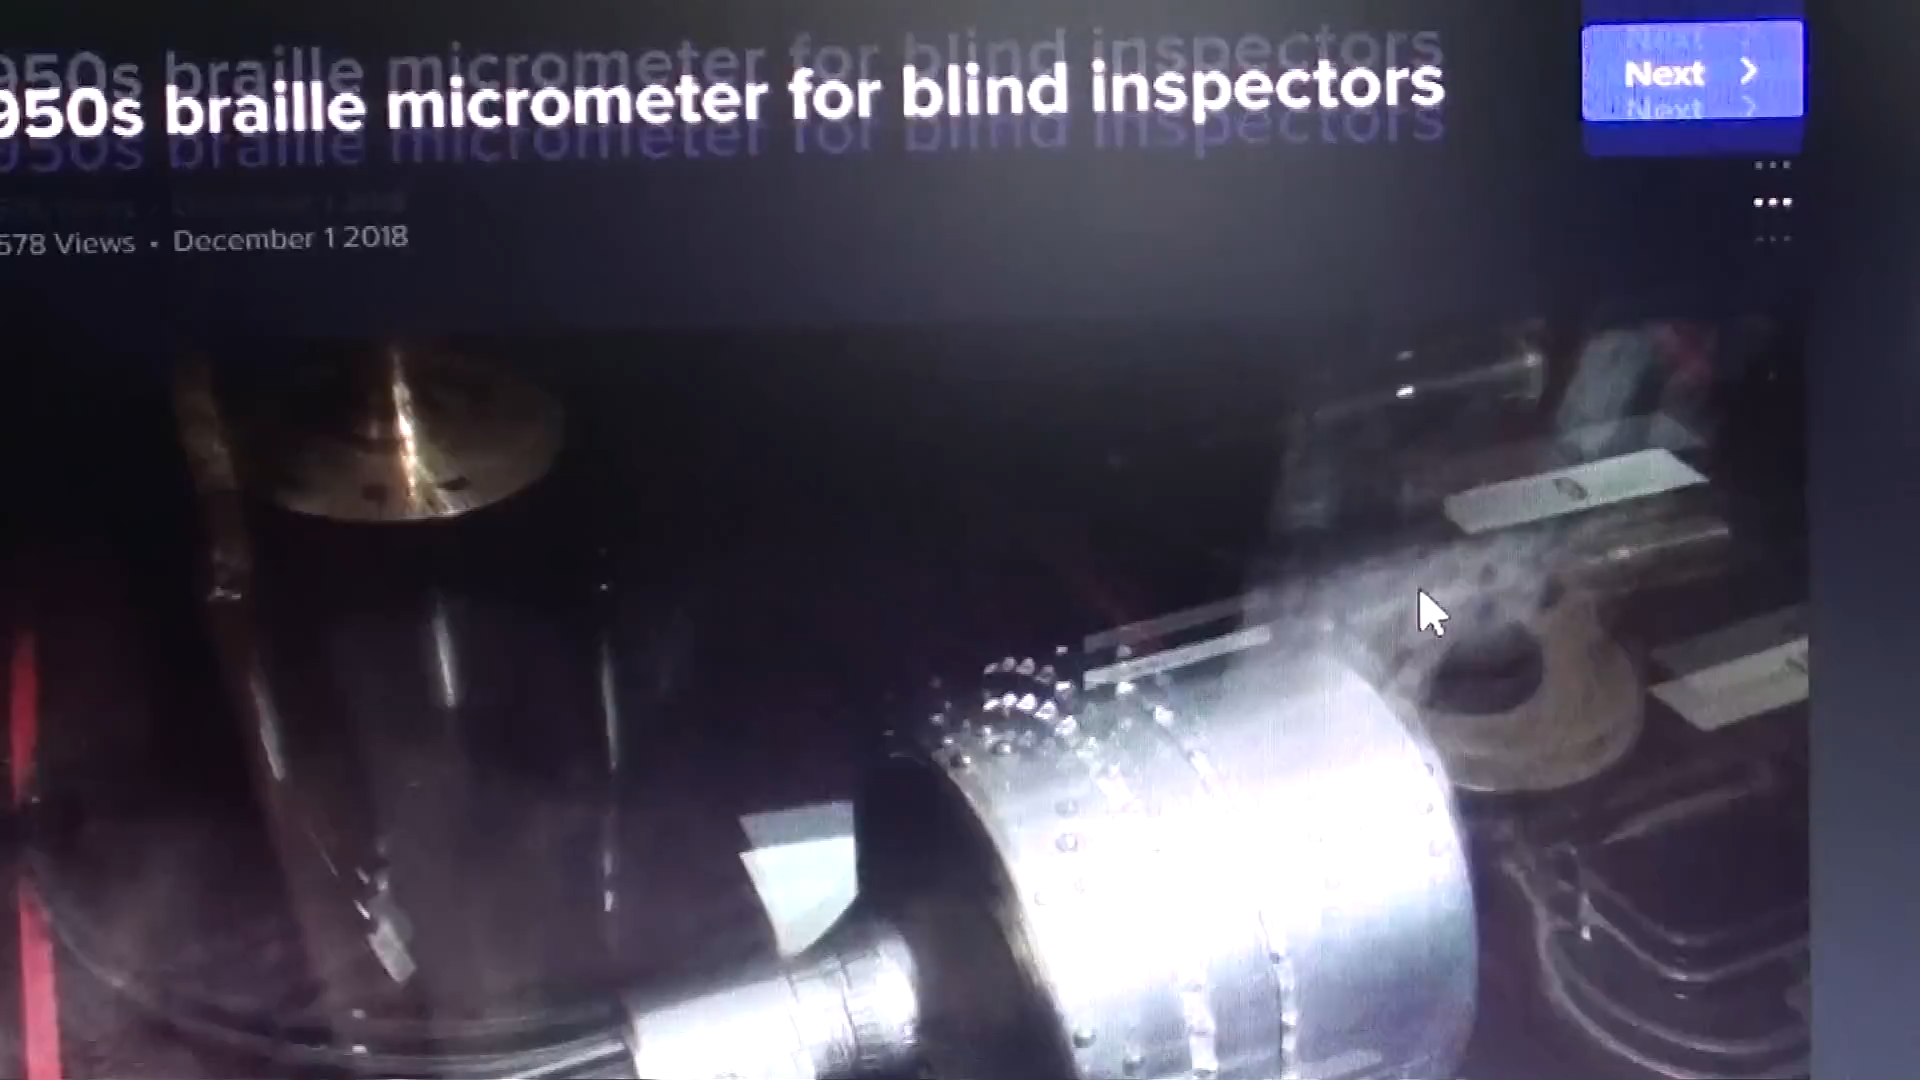 950s braille micrometer for blind inspectors
Next
578 Views • December 1 2018